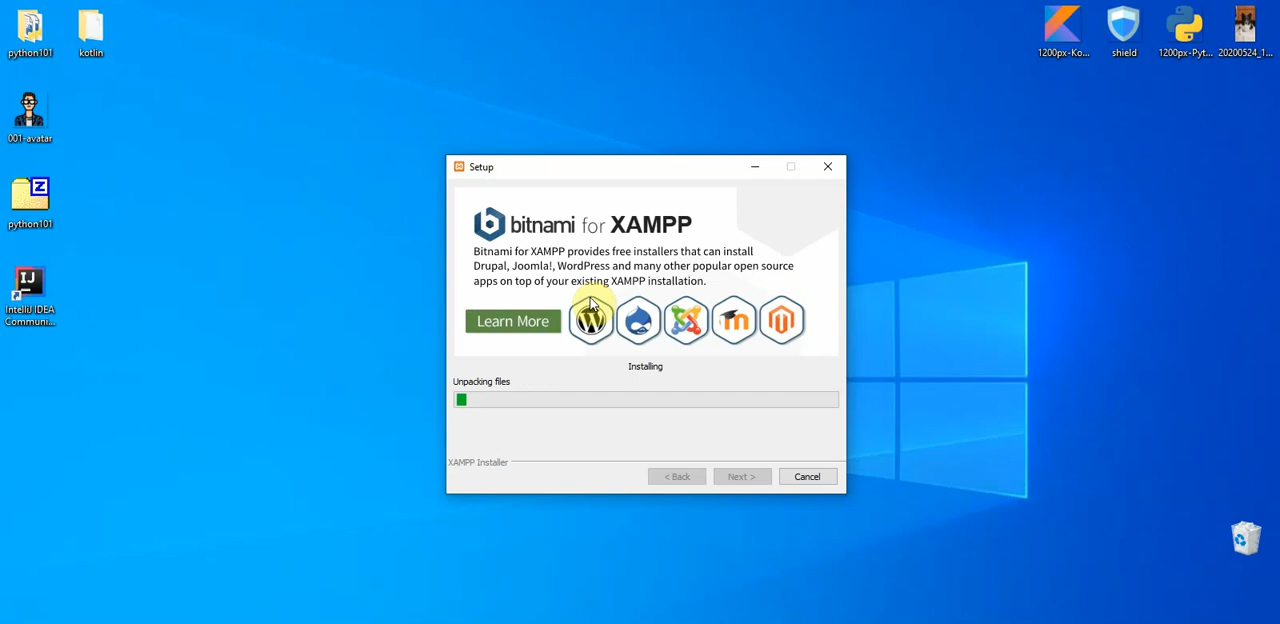 python101
kotlin
1200px-Ko...
shield
1200px-Pyt...
20200524_1...
001-avatar
Z
python101
IJ
IntelliJ IDEA
Communi...
Setup
bitnami for XAMPP
Bitnami for XAMPP provides free installers that can install
Drupal, Joomla!, WordPress and many other popular open source
apps on top of your existing XAMPP installation.
Learn More
Installing
Unpacking files
XAMPP Installer
< Back
Next >
Cancel